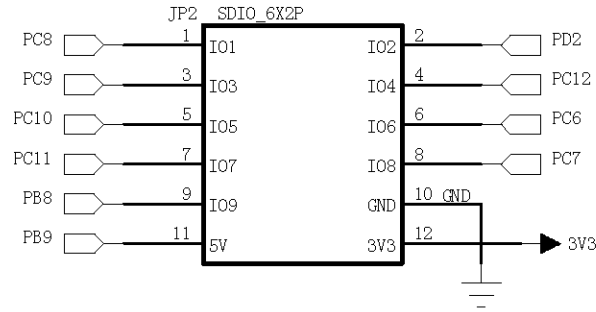 JP2 SDIO_6X2P
PC8 1 IO1 IO2 2 PD2
PC9 3 IO3 IO4 4 PC12
PC10 5 IO5 IO6 6 PC6
PC11 7 IO7 IO8 8 PC7
PB8 9 IO9 GND 10 GND
PB9 11 5V 3V3 12 3V3